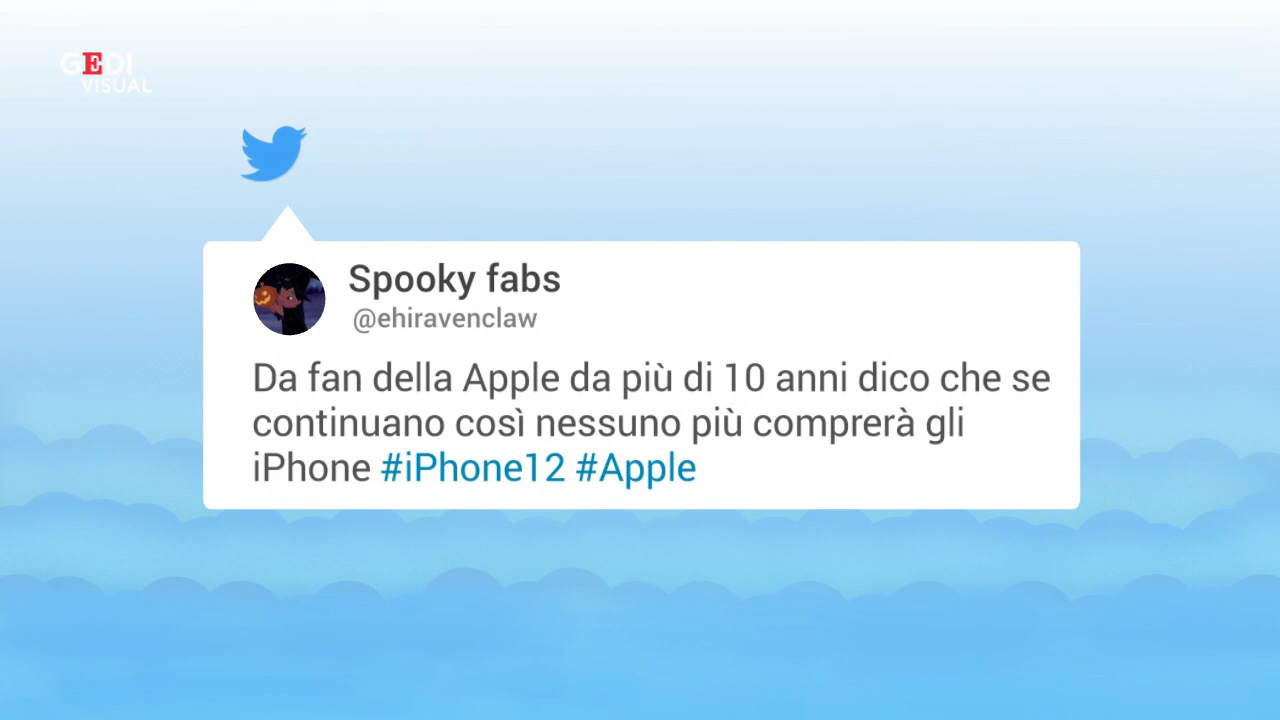 GEDI
VISUAL
Spooky fabs
@ehiravenclaw
Da fan della Apple da più di 10 anni dico che se
continuano così nessuno più comprerà gli
iPhone #iPhone12 #Apple